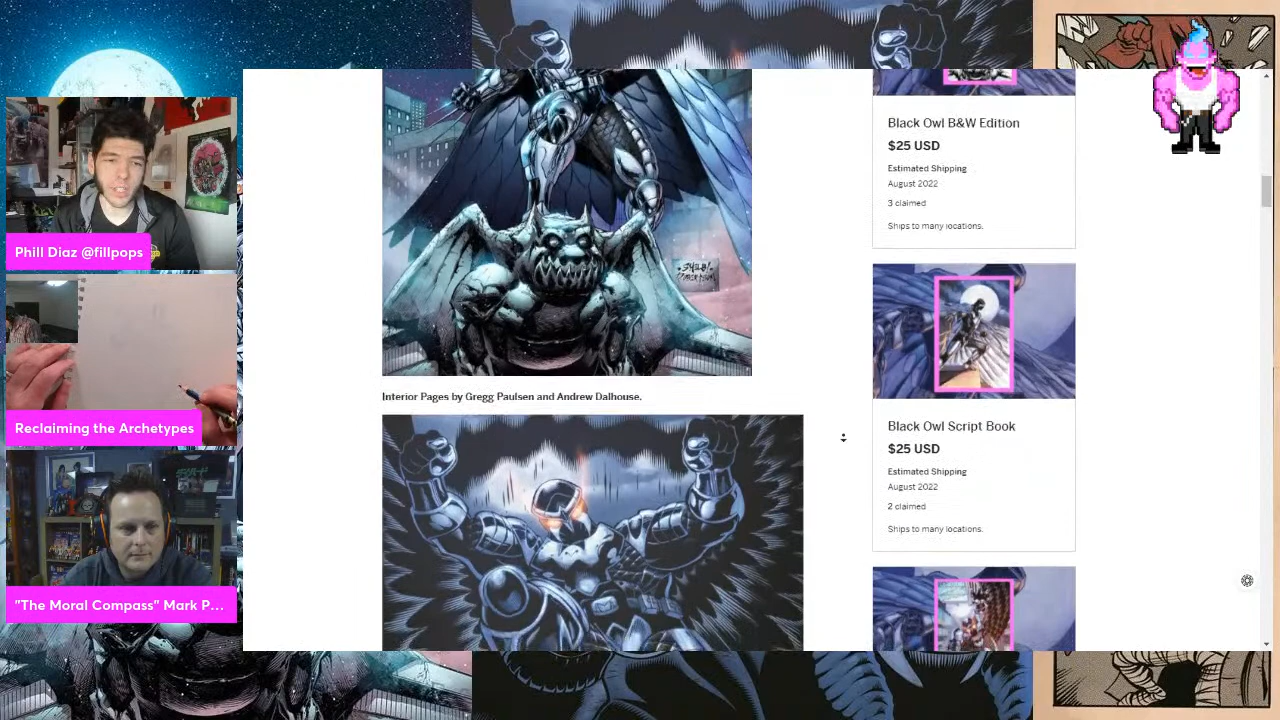 Phill Diaz @fillpops
Reclaiming the Archetypes
"The Moral Compass" Mark P...
Interior Pages by Gregg Paulsen and Andrew Dalhouse.
Black Owl B&W Edition
$25 USD
Estimated Shipping
August 2022
3 claimed
Ships to many locations.
Black Owl Script Book
$25 USD
Estimated Shipping
August 2022
2 claimed
Ships to many locations.